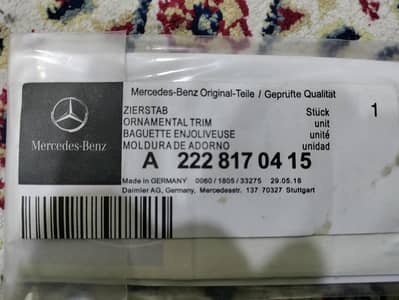 Mercedes-Benz Original-Teile / Geprüfte Qualität
ZIERSTAB Stück 1
ORNAMENTAL TRIM unit
BAGUETTE ENJOLIVEUSE unité
MOLDURA DE ADORNO unidad
Mercedes-Benz
A 222 817 04 15
Made in GERMANY 0060 / 1805 / 33275 29.05.16
Daimler AG, Germany, Mercedesstr. 137 70327 Stuttgart